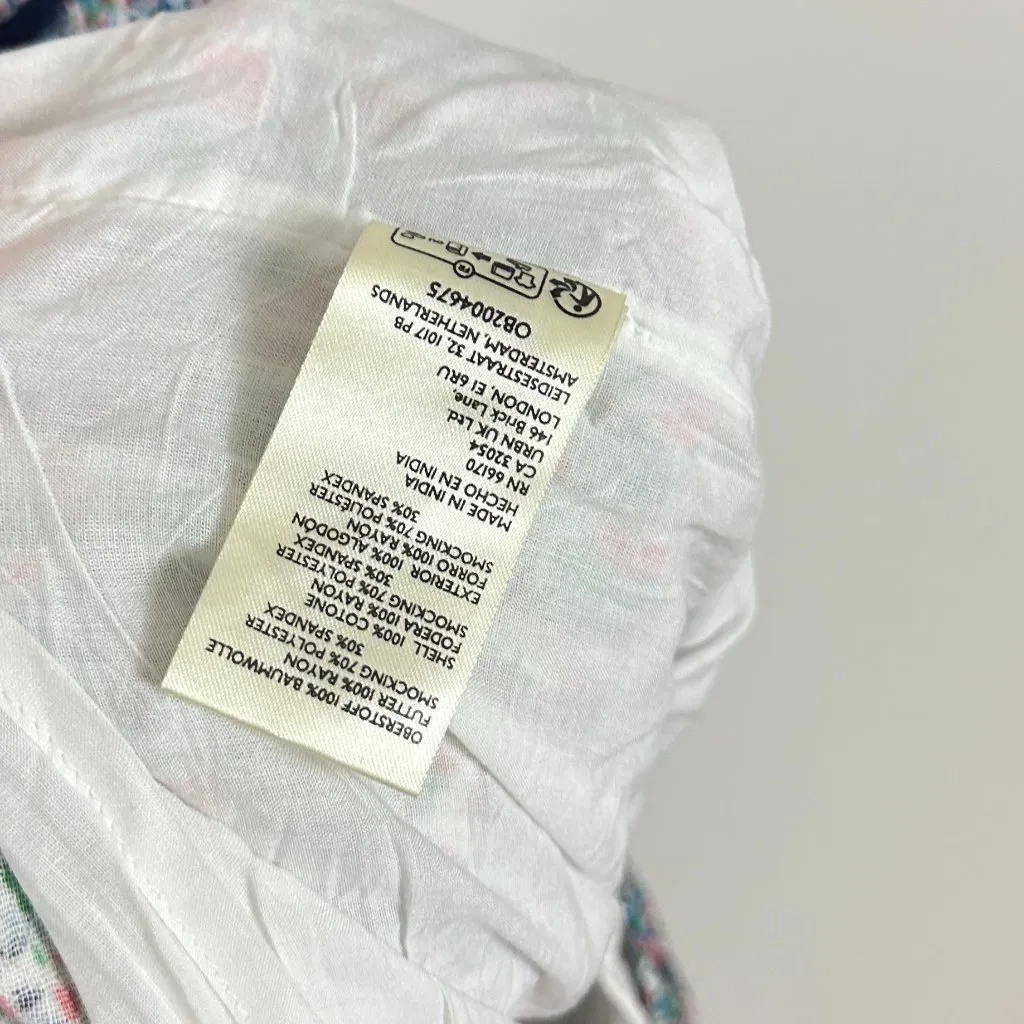 OBERSTOFF 100% BAUMWOLLE
FUTTER 100% RAYON
SMOCKING 70% POLYESTER
30% SPANDEX
SHELL 100% COTONE
FODERA 100% RAYON
SMOCKING 70% POLYESTER
30% SPANDEX
EXTERIOR 100% ALGODÓN
FORRO 100% RAYON
SMOCKING 70% POLIESTER
30% SPANDEX
MADE IN INDIA
HECHO EN INDIA
RN 66170
CA 32054
URBN UK Ltd
146 Brick Lane,
LONDON, E1 6RU
LEIDSESTRAAT 32, 1017 PB
AMSTERDAM, NETHERLANDS
OB2004675
FR